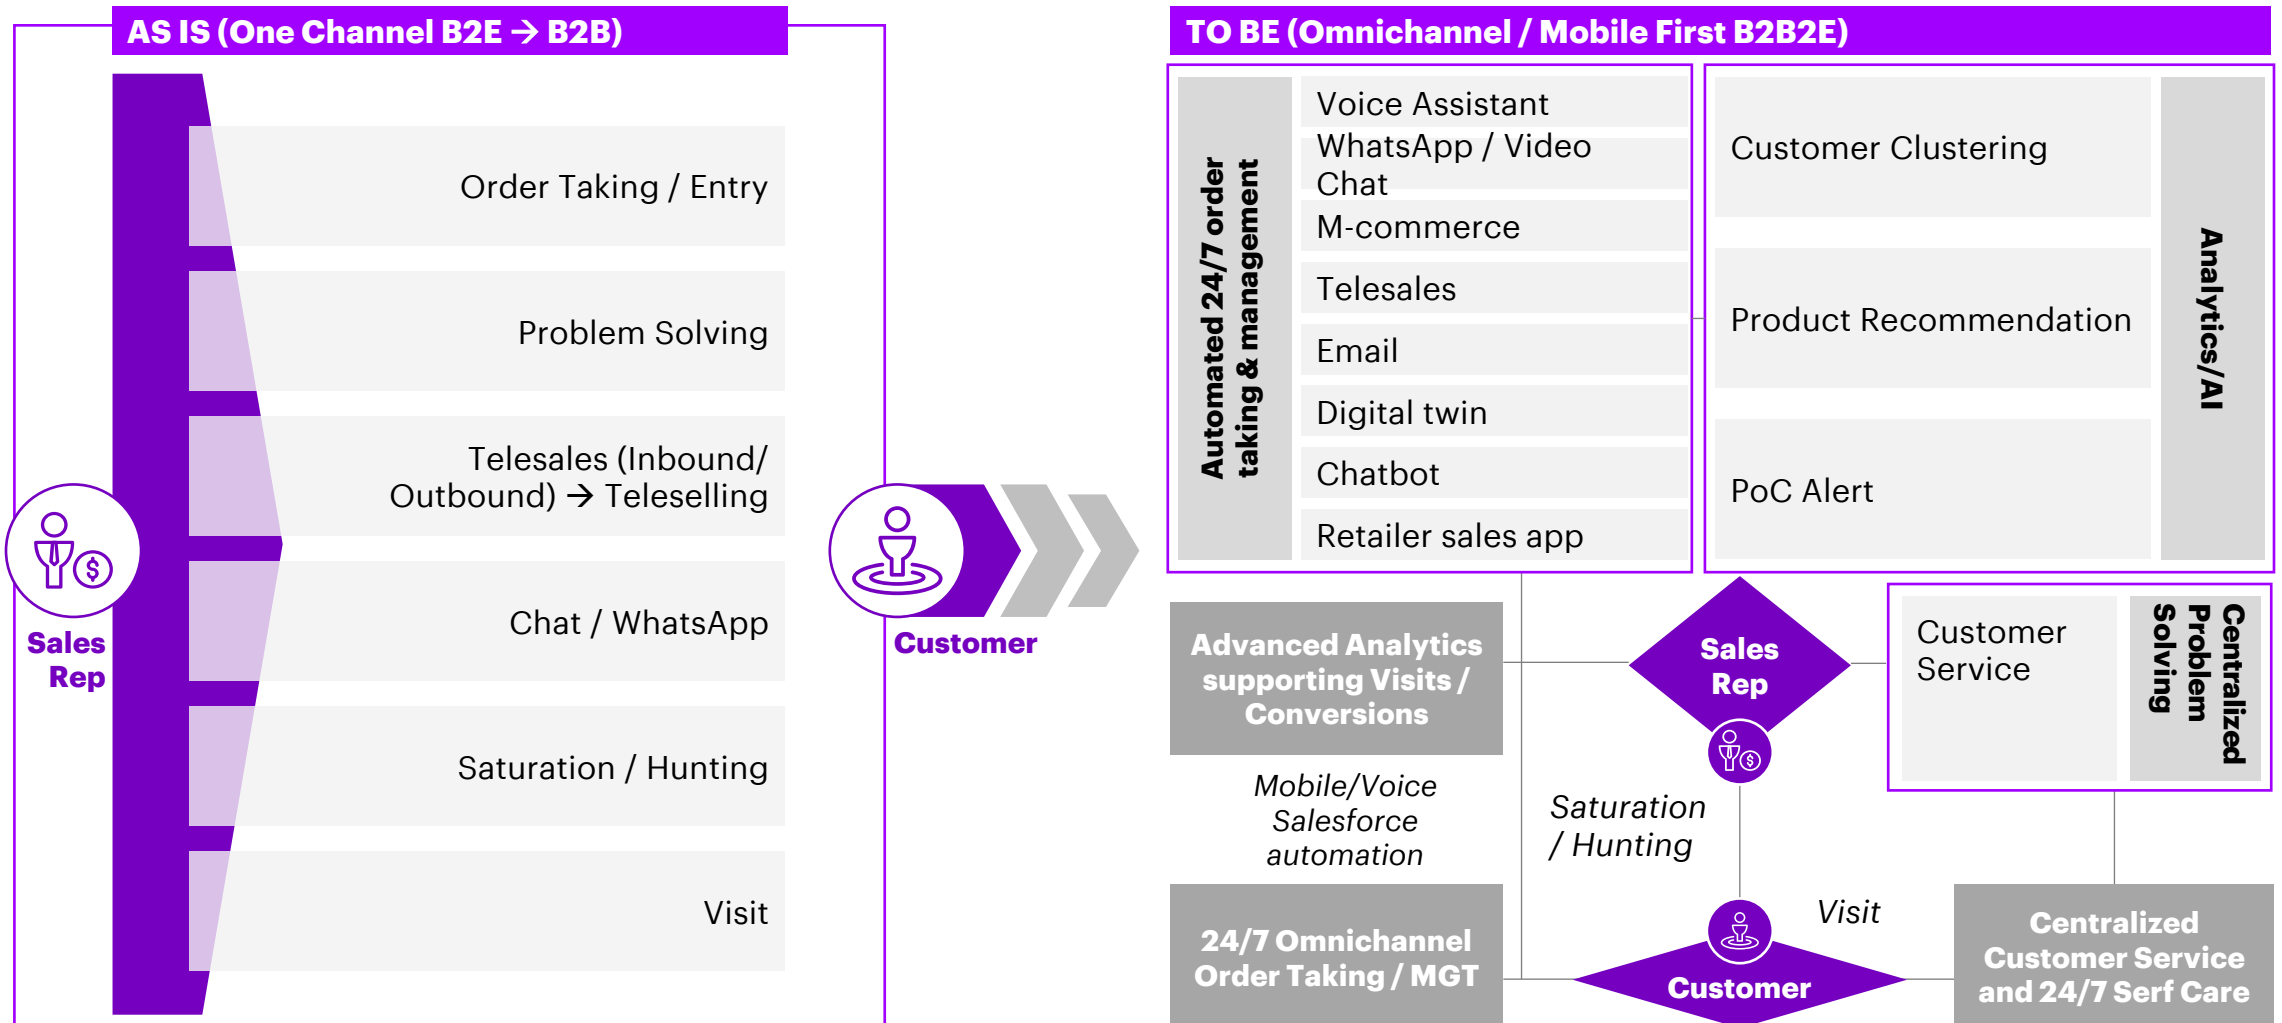 AS IS (One Channel B2E → B2B)
Order Taking / Entry
Problem Solving
Telesales (Inbound/
Outbound) → Teleselling
Chat / WhatsApp
Saturation / Hunting
Visit
Sales
Rep
$
Customer
TO BE (Omnichannel / Mobile First B2B2E)
Automated 24/7 order
taking & management
Voice Assistant
WhatsApp / Video
Chat
M-commerce
Telesales
Email
Digital twin
Chatbot
Retailer sales app
Customer Clustering
Product Recommendation
PoC Alert
Analytics/AI
Advanced Analytics
supporting Visits /
Conversions
Sales
Rep
$
Customer
Service
Centralized
Problem
Solving
Mobile/Voice
Salesforce
automation
Saturation
/ Hunting
Visit
24/7 Omnichannel
Order Taking / MGT
Customer
Centralized
Customer Service
and 24/7 Serf Care